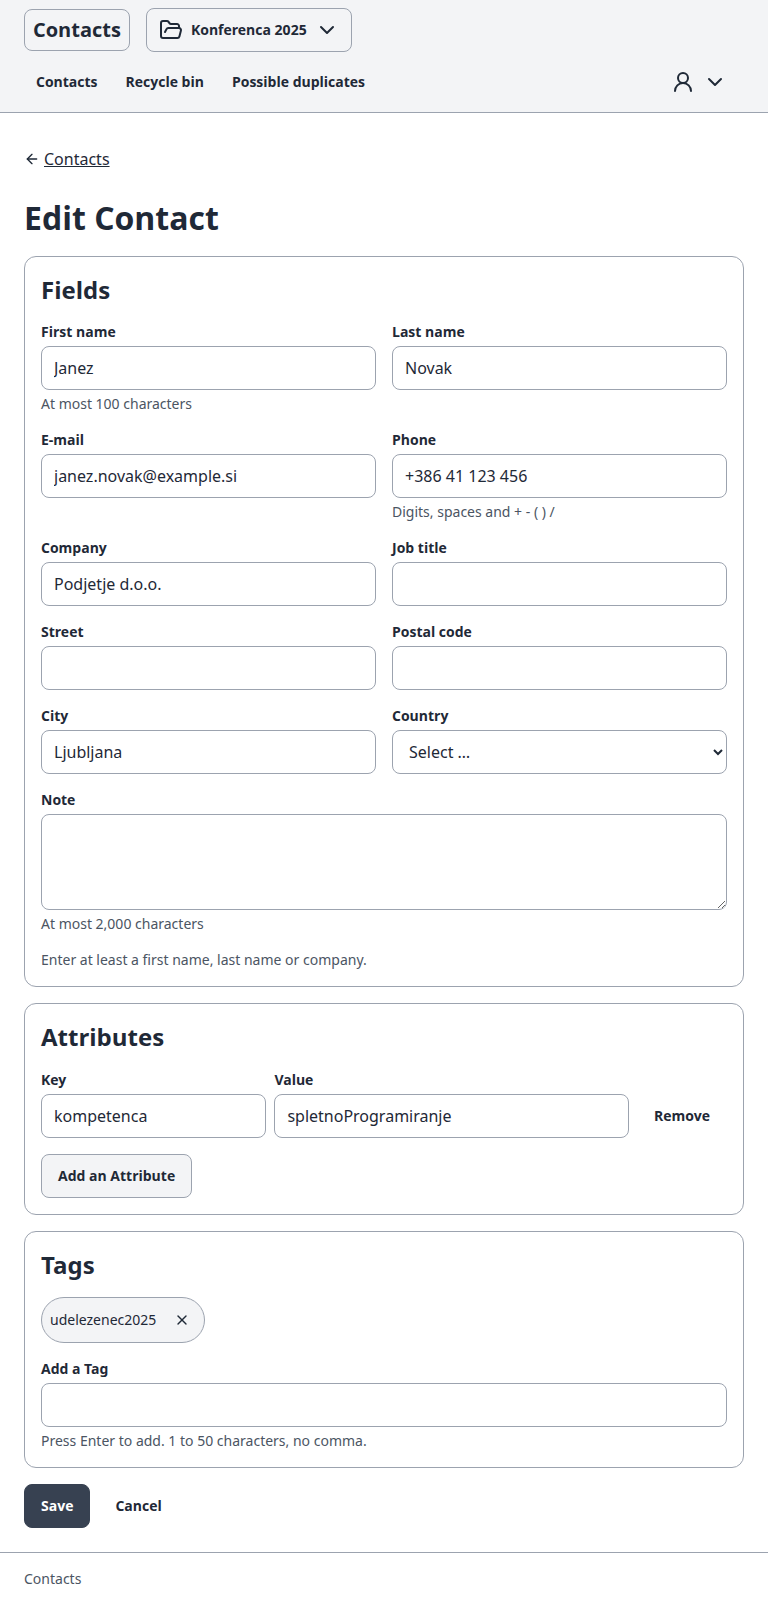 Contacts
Konferenca 2025
Contacts
Recycle bin
Possible duplicates
Contacts
Edit Contact
Fields
First name
Last name
Janez
Novak
At most 100 characters
E-mail
Phone
janez.novak@example.si
+386 41 123 456
Digits, spaces and + - ( ) /
Company
Job title
Podjetje d.o.o.
Street
Postal code
City
Country
Ljubljana
Select ...
Note
At most 2,000 characters
Enter at least a first name, last name or company.
Attributes
Key
Value
kompetenca
spletnoProgramiranje
Remove
Add an Attribute
Tags
udelezenec2025
Add a Tag
Press Enter to add. 1 to 50 characters, no comma.
Save
Cancel
Contacts